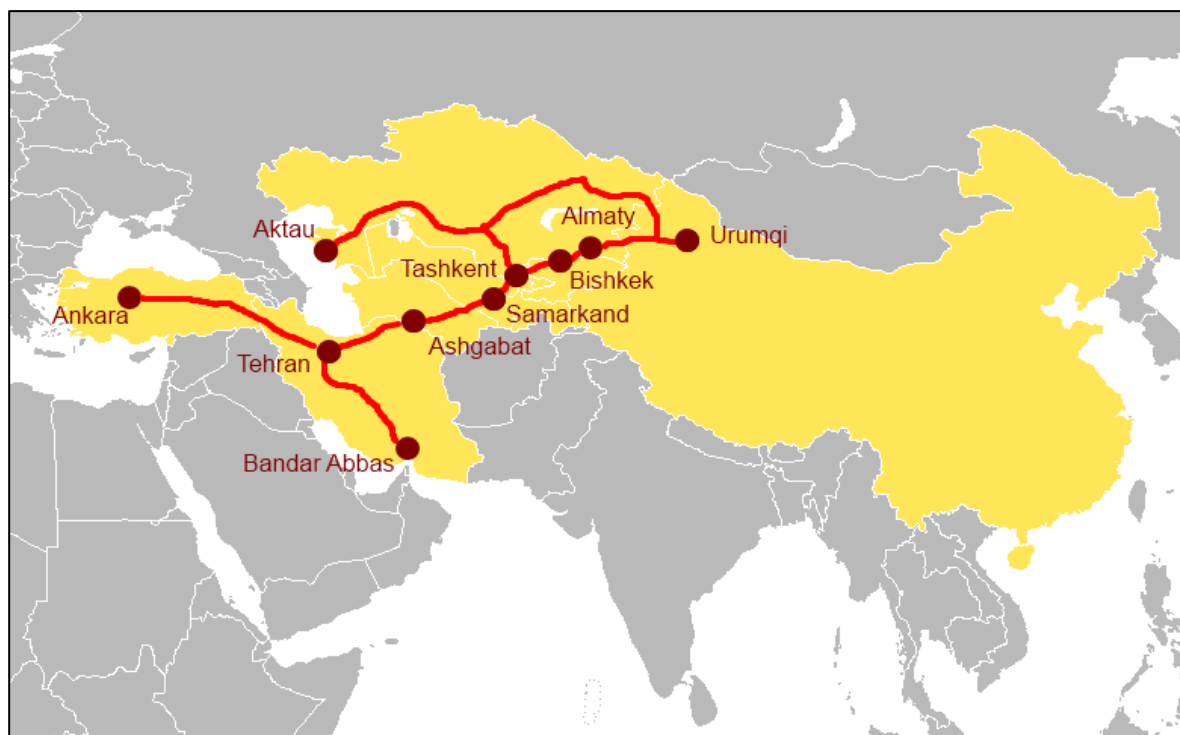 Almaty
Aktau
Urumqi
Tashkent
Bishkek
Ankara
Samarkand
Ashgabat
Tehran
Bandar Abbas